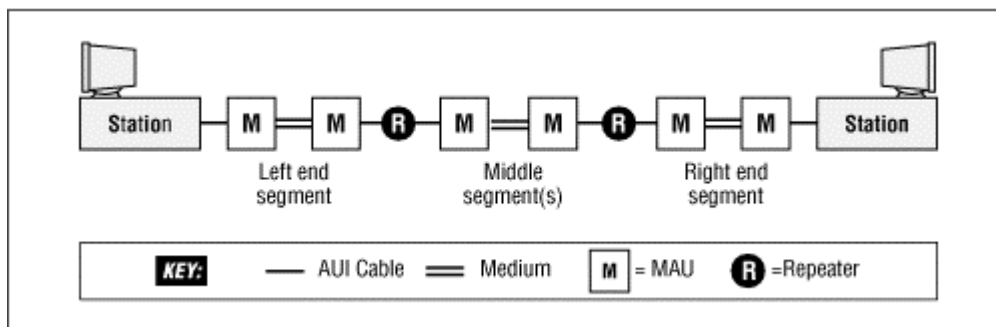 Station M M R M M R M M Station
Left end segment
Middle segment(s)
Right end segment
KEY: AUI Cable Medium M = MAU R =Repeater